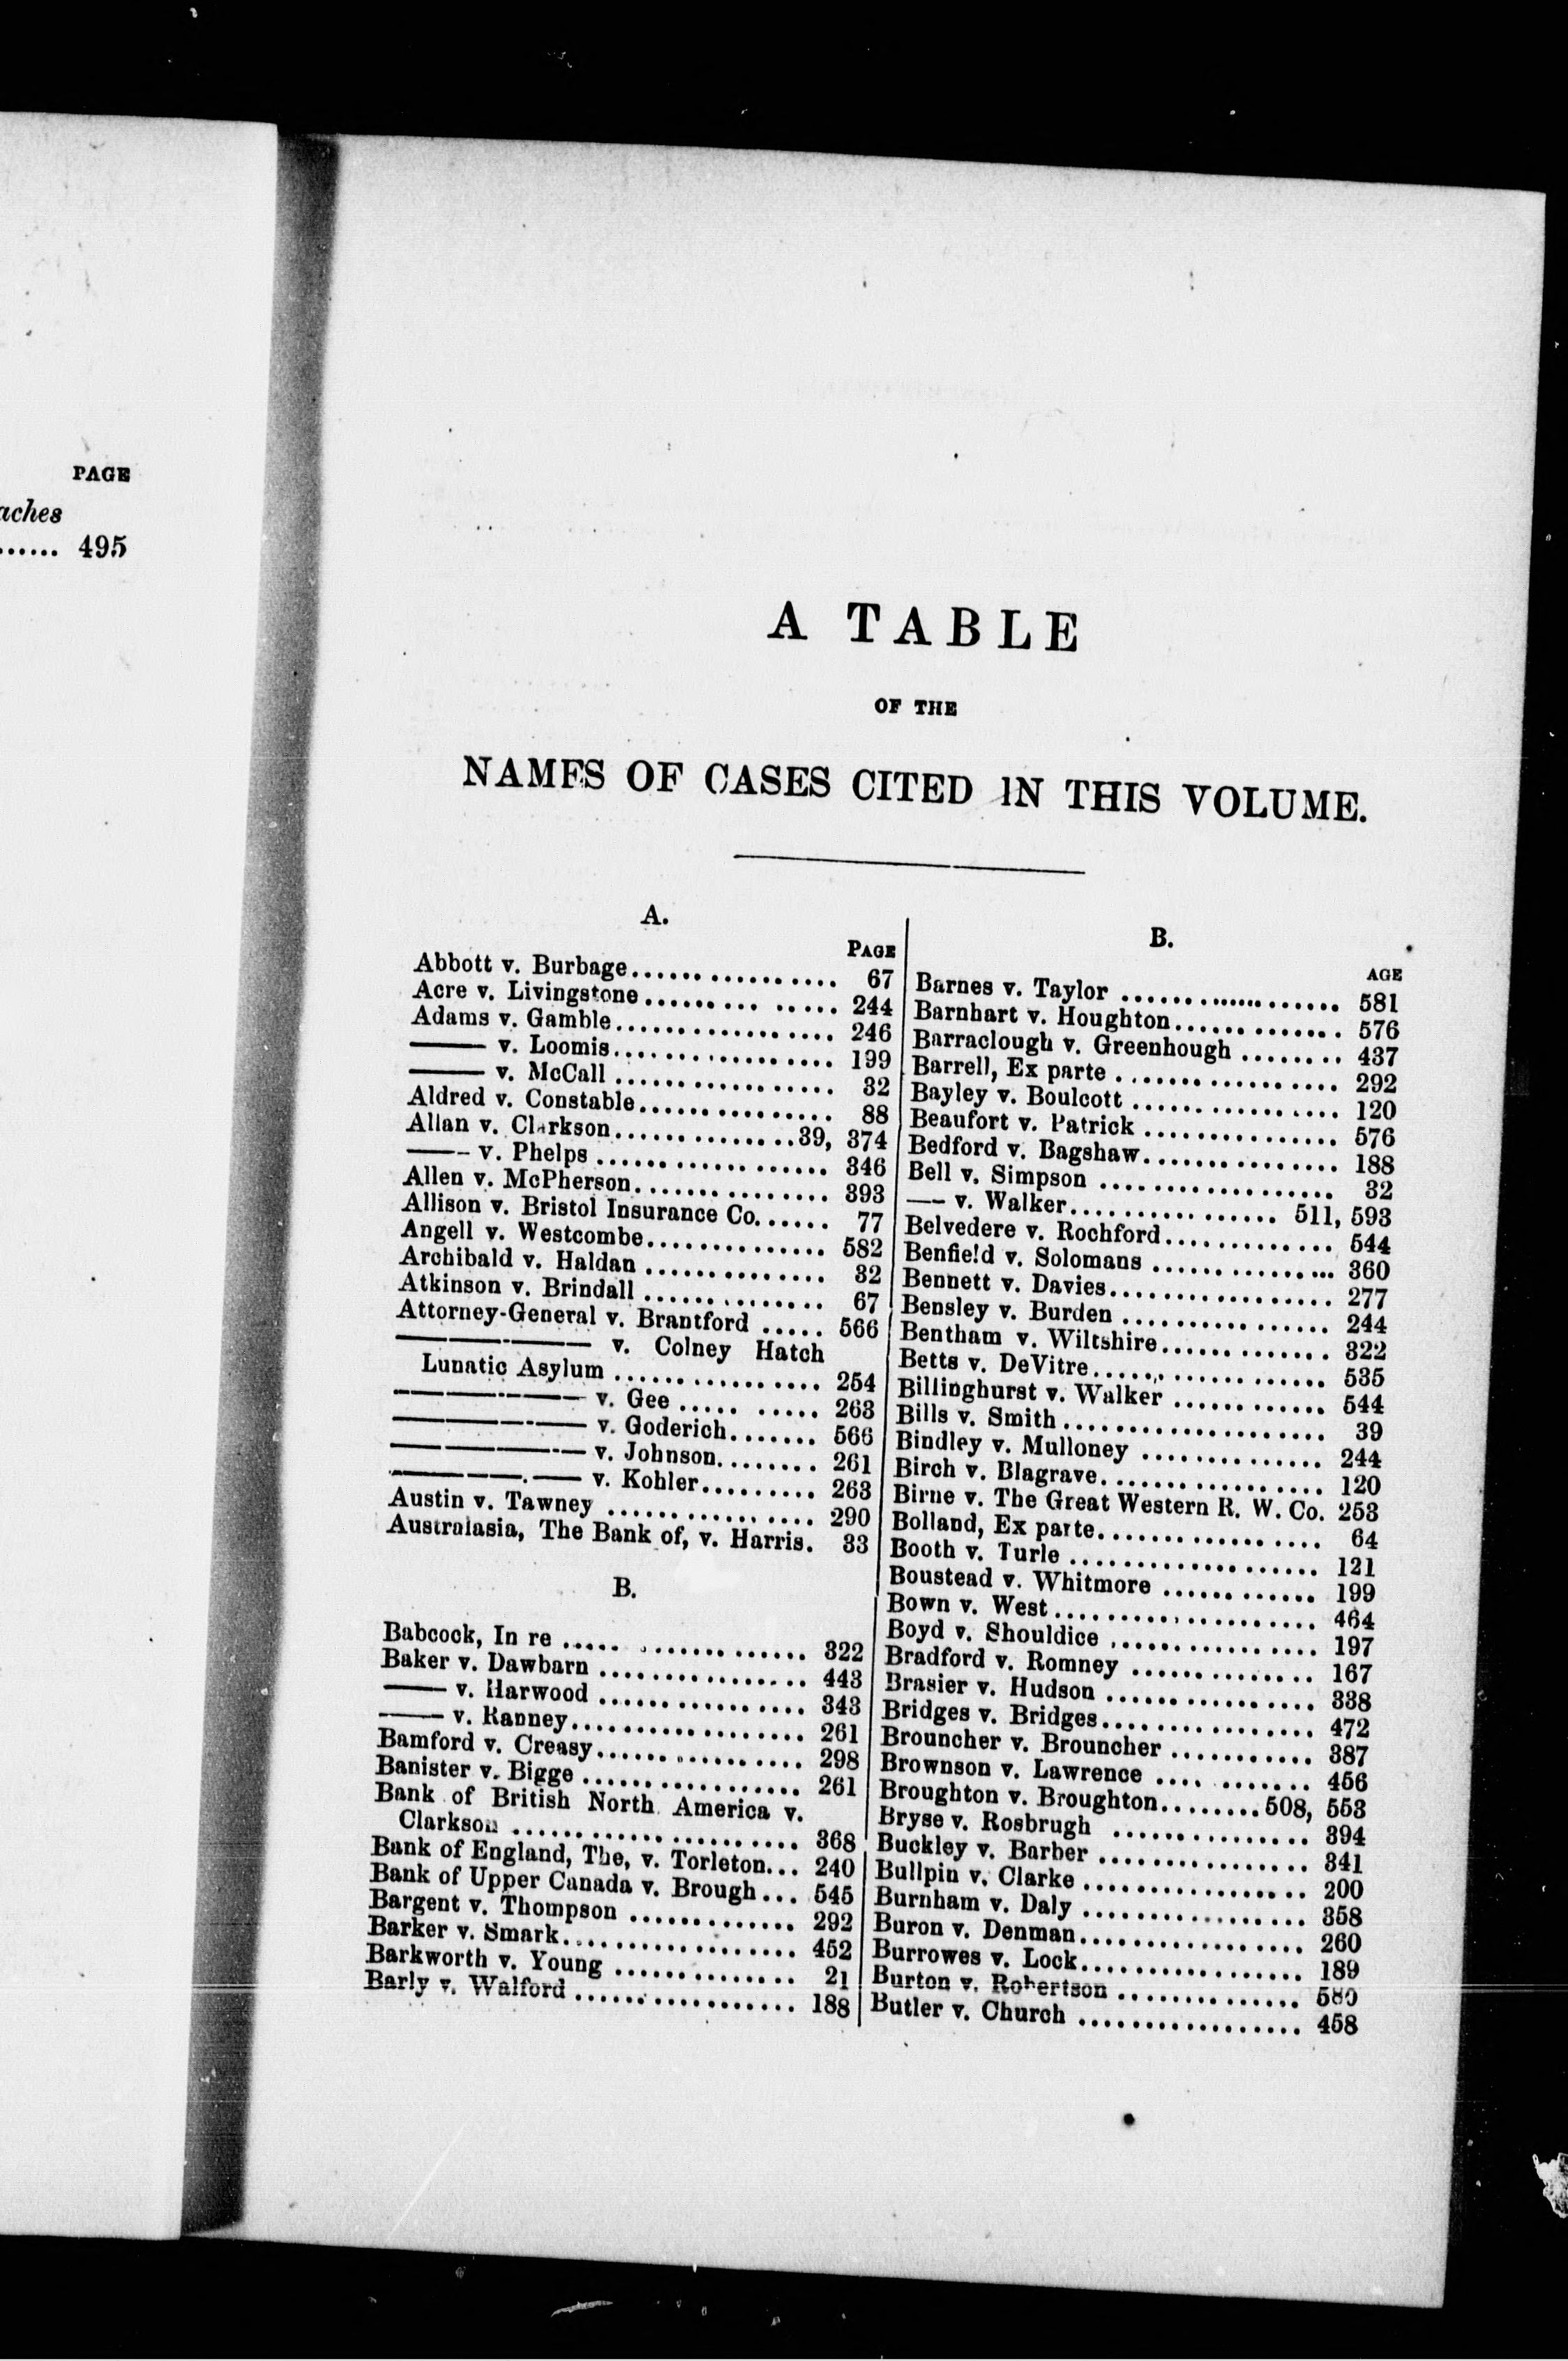 PAGE
aches
...... 495
A TABLE
OF THE
NAMES OF CASES CITED IN THIS VOLUME.
A.
PAGE
Abbott v. Burbage................ 67
Acre v. Livingstone.......... ..... 244
Adams v. Gamble.................. 246
——— v. Loomis.................. 199
——— v. McCall .................. 32
Aldred v. Constable............... 88
Allan v. Clarkson..............39, 374
——— v. Phelps .................. 346
Allen v. McPherson................ 393
Allison v. Bristol Insurance Co...... 77
Angell v. Westcombe............... 582
Archibald v. Haldan .............. 32
Atkinson v. Brindall .............. 67
Attorney-General v. Brantford ..... 566
——————— v. Colney Hatch
Lunatic Asylum ................. 254
——————— v. Gee ..... ..... 263
——————— v. Goderich....... 566
——————— v. Johnson........ 261
——————— v. Kohler......... 263
Austin v. Tawney ................ 290
Australasia, The Bank of, v. Harris. 33
B.
Babcock, In re ..... ............. 322
Baker v. Dawbarn ................ 443
——— v. Harwood ................ 343
——— v. Ranney.................. 261
Bamford v. Creasy................ 298
Banister v. Bigge ................. 261
Bank of British North America v.
Clarkson ...................... 368
Bank of England, The, v. Torleton... 240
Bank of Upper Canada v. Brough... 545
Bargent v. Thompson ............. 292
Barker v. Smark.................. 452
Barkworth v. Young .............. 21
Barly v. Walford ................. 188
B.
AGE
Barnes v. Taylor ................. 581
Barnhart v. Houghton............. 576
Barraclough v. Greenhough ........ 437
Barrell, Ex parte ................. 292
Bayley v. Boulcott ................ 120
Beaufort v. Patrick ............... 576
Bedford v. Bagshaw............... 188
Bell v. Simpson .................. 32
—— v. Walker................ 511, 593
Belvedere v. Rochford............. 544
Benfield v. Solomans .............. 360
Bennett v. Davies................. 277
Bensley v. Burden ................ 244
Bentham v. Wiltshire............. 322
Betts v. DeVitre.................. 535
Billinghurst v. Walker ............ 544
Bills v. Smith.................... 39
Bindley v. Mulloney .............. 244
Birch v. Blagrave................. 120
Birne v. The Great Western R. W. Co. 253
Bolland, Ex parte................. 64
Booth v. Turle ................... 121
Boustead v. Whitmore ............ 199
Bown v. West.................... 464
Boyd v. Shouldice ................ 197
Bradford v. Romney .............. 167
Brasier v. Hudson ................ 338
Bridges v. Bridges................ 472
Brouncher v. Brouncher ........... 387
Brownson v. Lawrence .... ........ 456
Broughton v. Broughton........508, 553
Bryse v. Rosbrugh ............... 394
Buckley v. Barber ................ 341
Bullpin v. Clarke ................. 200
Burnham v. Daly ................. 358
Buron v. Denman................. 260
Burrowes v. Lock................. 189
Burton v. Robertson ..............
Butler v. Church ................. 458